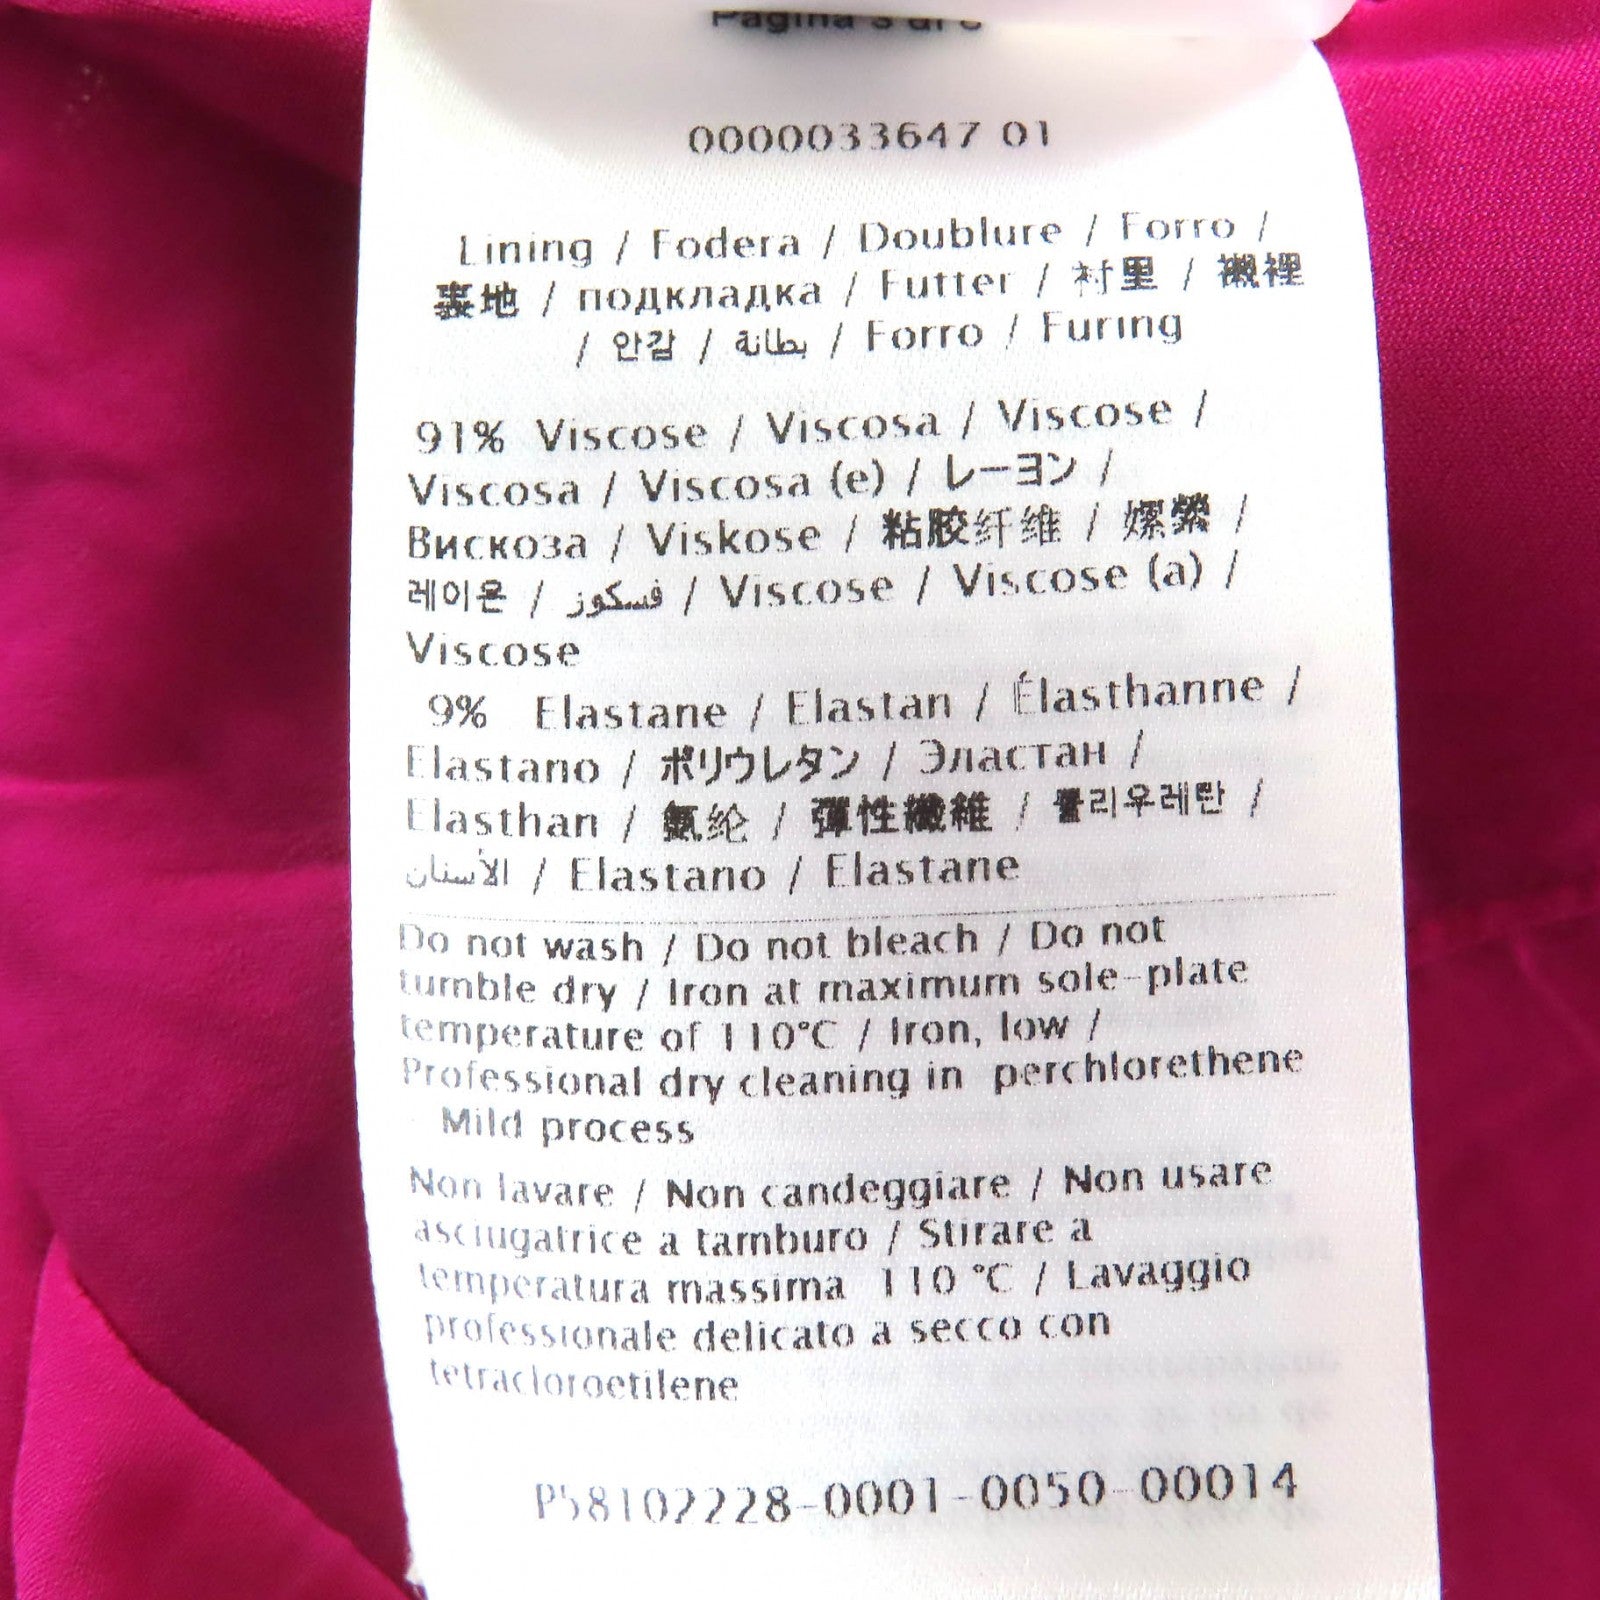 Pagina 3 di 6
0000033647 01
Lining / Fodera / Doublure / Forro /
裏地 / подкладка / Futter / 衬里 / 襯裡
/ 안감 / بطانة / Forro / Furing
91% Viscose / Viscosa / Viscose /
Viscosa / Viscosa (e) / レーヨン /
Вискоза / Viskose / 粘胶纤维 / 嫘縈 /
레이온 / فسكوز / Viscose / Viscose (a) /
Viscose
9% Elastane / Elastan / Élasthanne /
Elastano / ポリウレタン / Эластан /
Elasthan / 氨纶 / 彈性纖維 / 폴리우레탄 /
الأستان / Elastano / Elastane
Do not wash / Do not bleach / Do not
tumble dry / Iron at maximum sole-plate
temperature of 110°C / Iron, low /
Professional dry cleaning in perchlorethene
Mild process
Non lavare / Non candeggiare / Non usare
asciugatrice a tamburo / Stirare a
temperatura massima 110 °C / Lavaggio
professionale delicato a secco con
tetracloroetilene
P58102228-0001-0050-00014